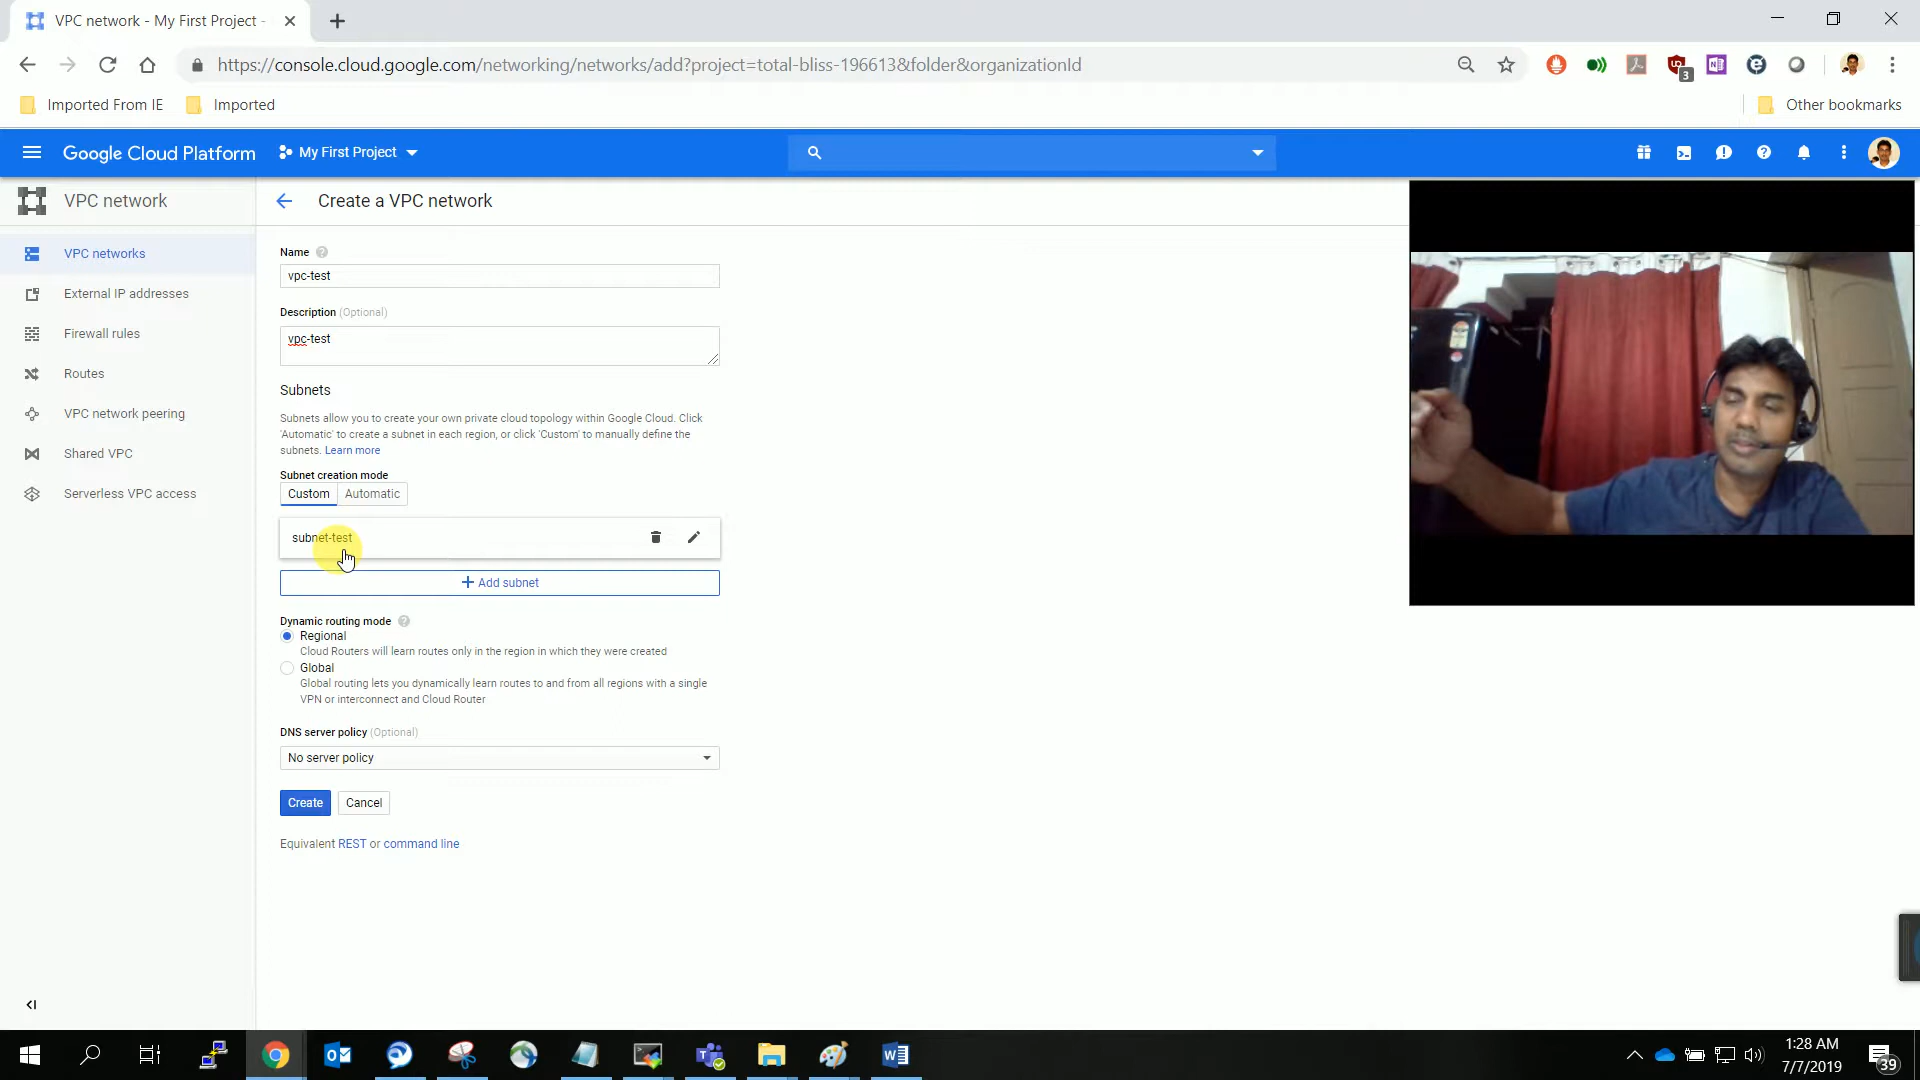 VPC network - My First Project -
https://console.cloud.google.com/networking/networks/add?project=total-bliss-196613&folder&organizationId
3
Imported From IE
Imported
Other bookmarks
Google Cloud Platform
My First Project
VPC network
Create a VPC network
VPC networks
External IP addresses
Firewall rules
Routes
VPC network peering
Shared VPC
Serverless VPC access
Name
vpc-test
Description (Optional)
vpc-test
Subnets
Subnets allow you to create your own private cloud topology within Google Cloud. Click
'Automatic' to create a subnet in each region, or click 'Custom' to manually define the
subnets. Learn more
Subnet creation mode
Custom Automatic
subnet-test
+ Add subnet
Dynamic routing mode
Regional
Cloud Routers will learn routes only in the region in which they were created
Global
Global routing lets you dynamically learn routes to and from all regions with a single
VPN or interconnect and Cloud Router
DNS server policy (Optional)
No server policy
Create Cancel
Equivalent REST or command line
1:28 AM
7/7/2019
39